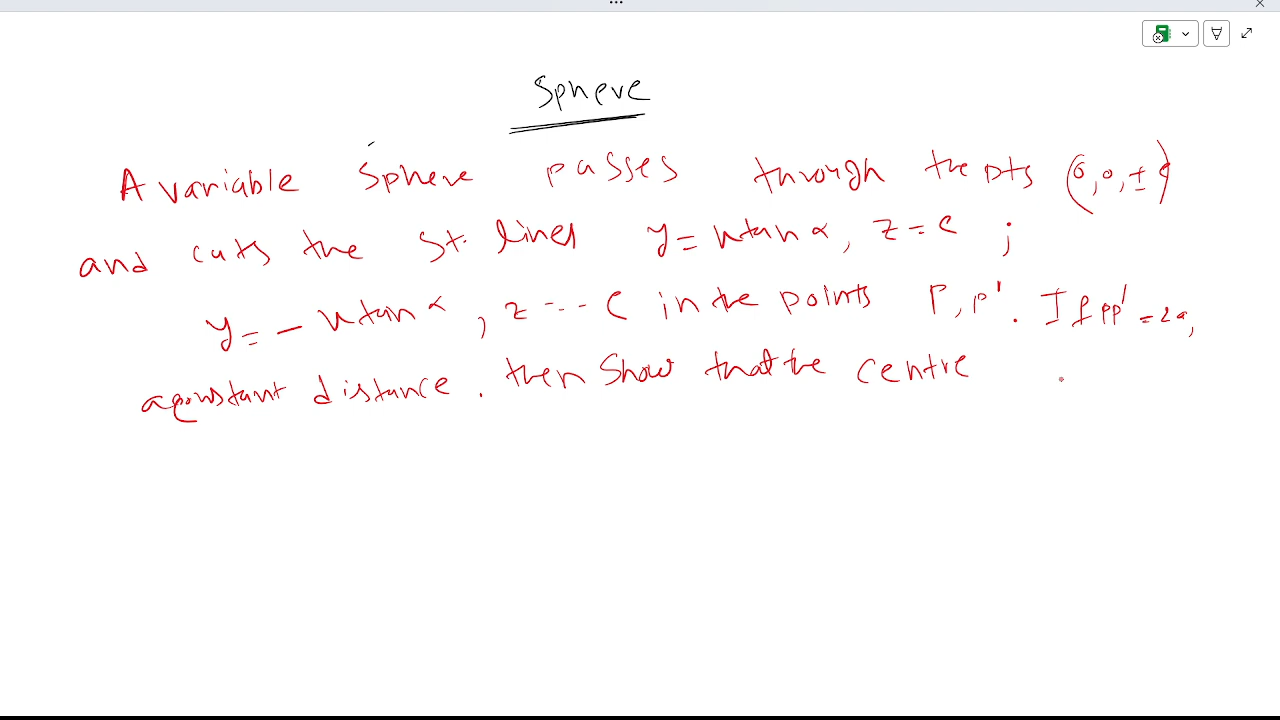 Sphere
A variable sphere passes through the pts (0,0,±c)
and cuts the st. lines y = x tan α, z = c ;
y = - x tan α, z = - c in the points P, P'. If PP' = 2a,
a constant distance. then show that the centre